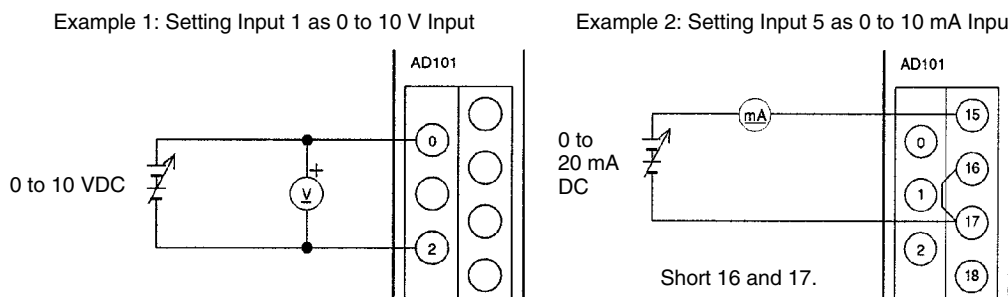 Example 1: Setting Input 1 as 0 to 10 V Input
AD101
0
0 to 10 VDC
+
V
2
Example 2: Setting Input 5 as 0 to 10 mA Inpu
AD101
mA
15
0 to
20 mA
DC
0
16
1
17
2
Short 16 and 17.
18